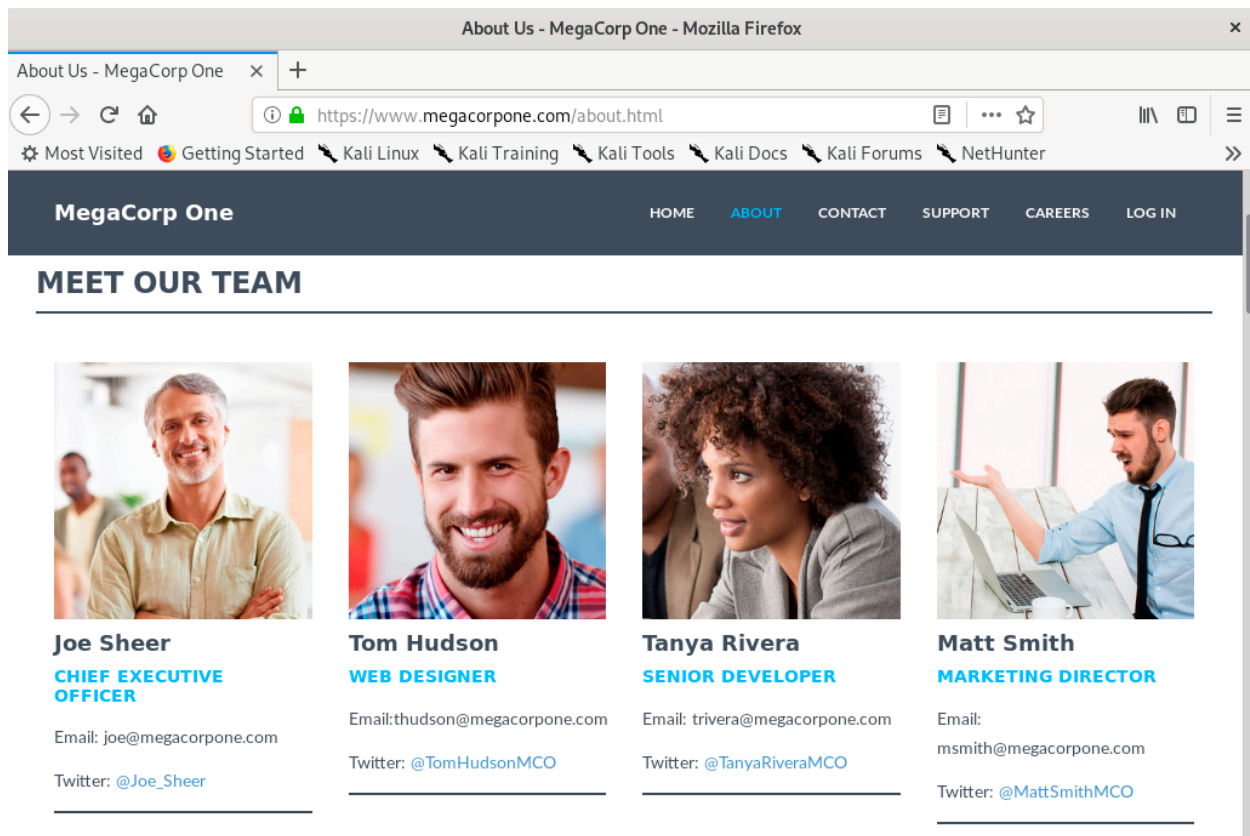 About Us - MegaCorp One - Mozilla Firefox
About Us - MegaCorp One
https://www.megacorpone.com/about.html
Most Visited Getting Started Kali Linux Kali Training Kali Tools Kali Docs Kali Forums NetHunter
MegaCorp One
HOME ABOUT CONTACT SUPPORT CAREERS LOG IN
MEET OUR TEAM
Joe Sheer
CHIEF EXECUTIVE
OFFICER
Email: joe@megacorpone.com
Twitter: @Joe_Sheer
Tom Hudson
WEB DESIGNER
Email:thudson@megacorpone.com
Twitter: @TomHudsonMCO
Tanya Rivera
SENIOR DEVELOPER
Email: trivera@megacorpone.com
Twitter: @TanyaRiveraMCO
Matt Smith
MARKETING DIRECTOR
Email:
msmith@megacorpone.com
Twitter: @MattSmithMCO